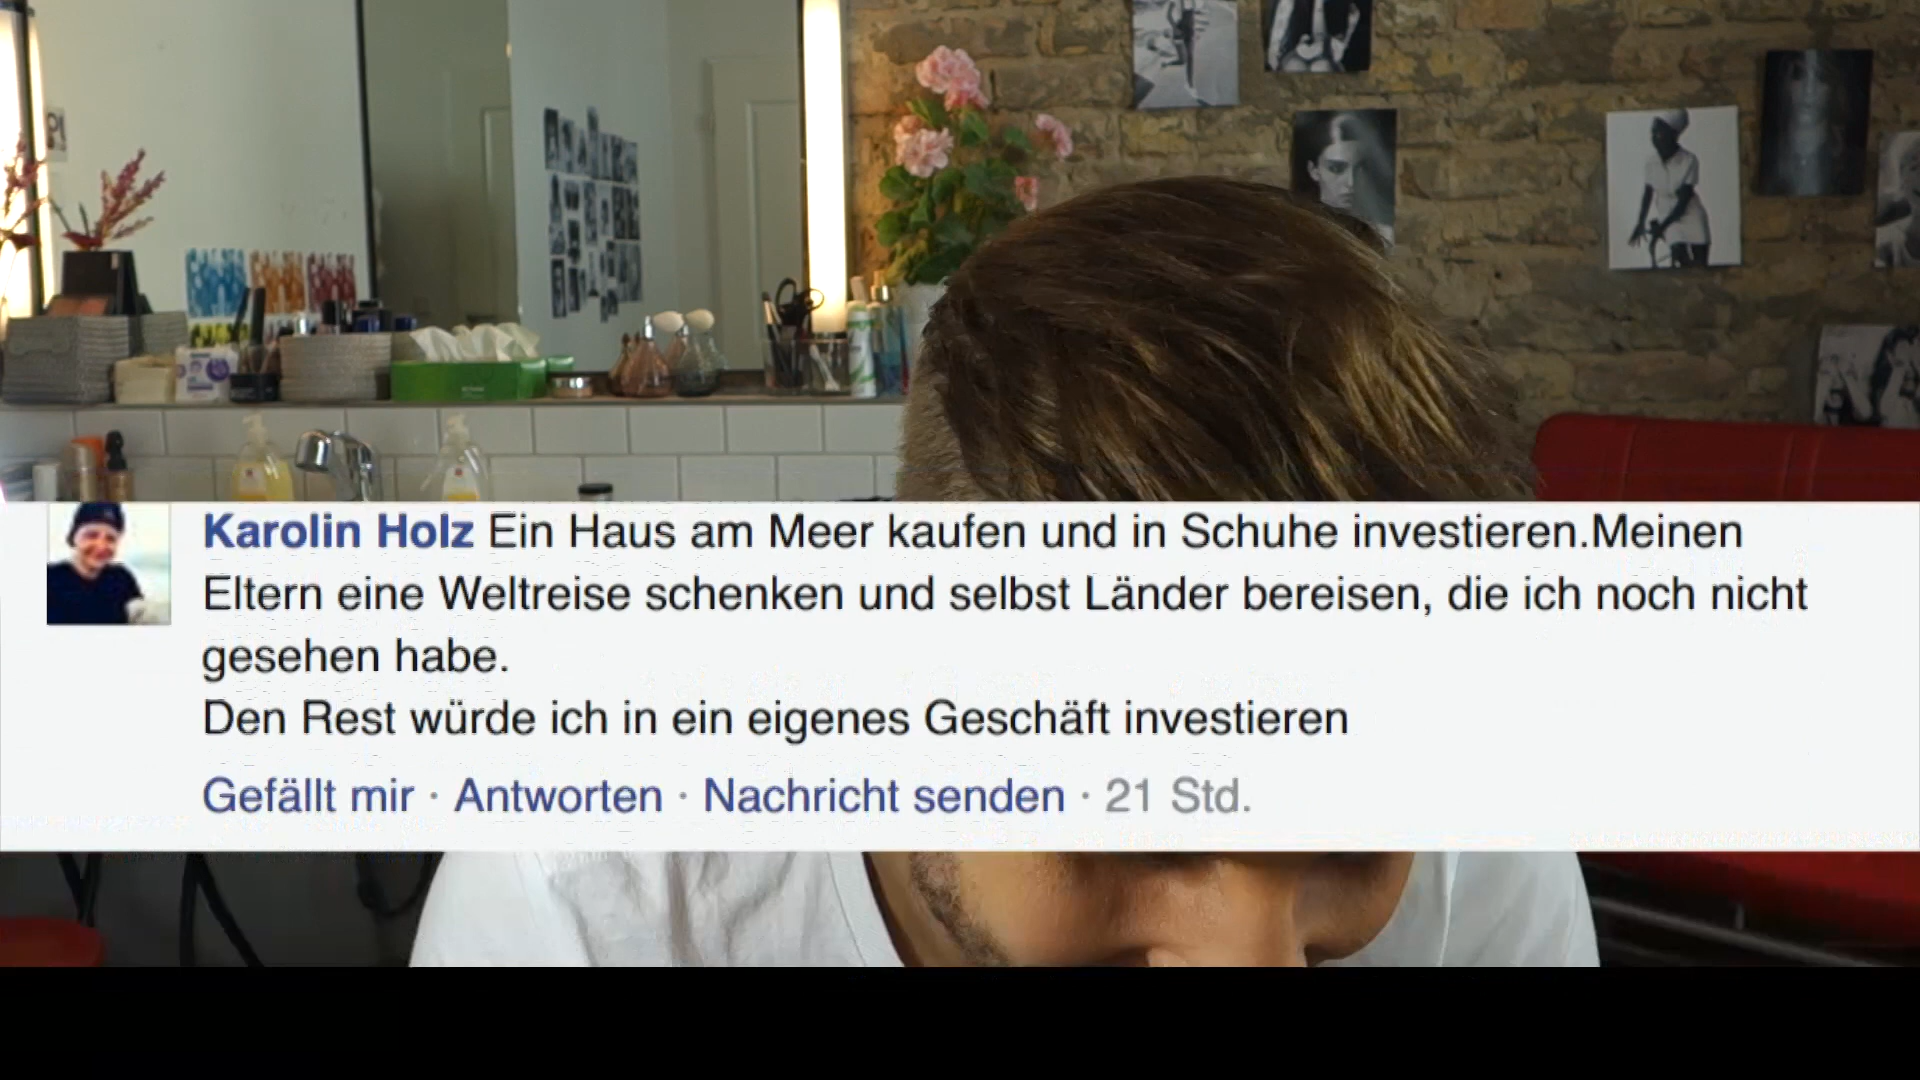 Karolin Holz Ein Haus am Meer kaufen und in Schuhe investieren.Meinen
Eltern eine Weltreise schenken und selbst Länder bereisen, die ich noch nicht
gesehen habe.
Den Rest würde ich in ein eigenes Geschäft investieren
Gefällt mir · Antworten · Nachricht senden · 21 Std.